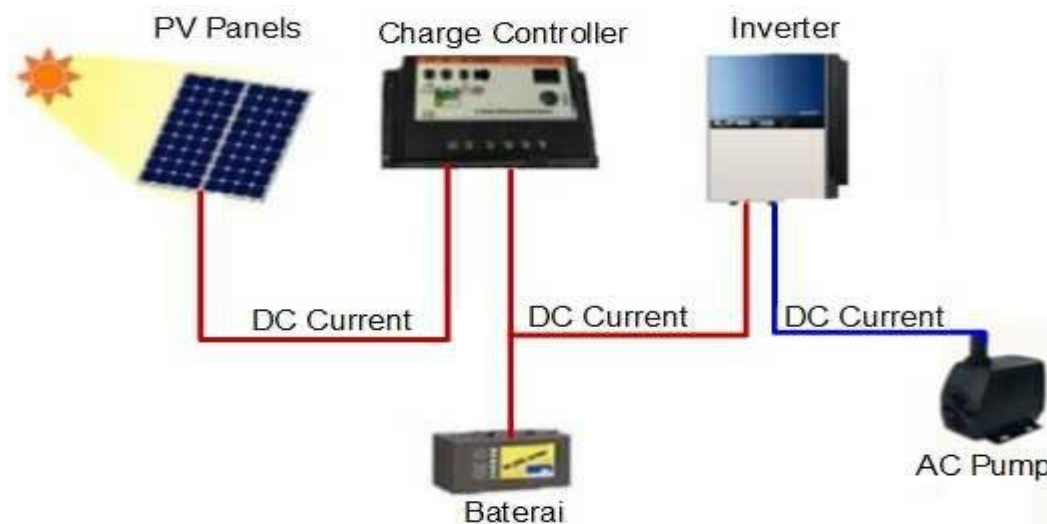 PV Panels
Charge Controller
Inverter
DC Current
DC Current
DC Current
AC Pump
Baterai